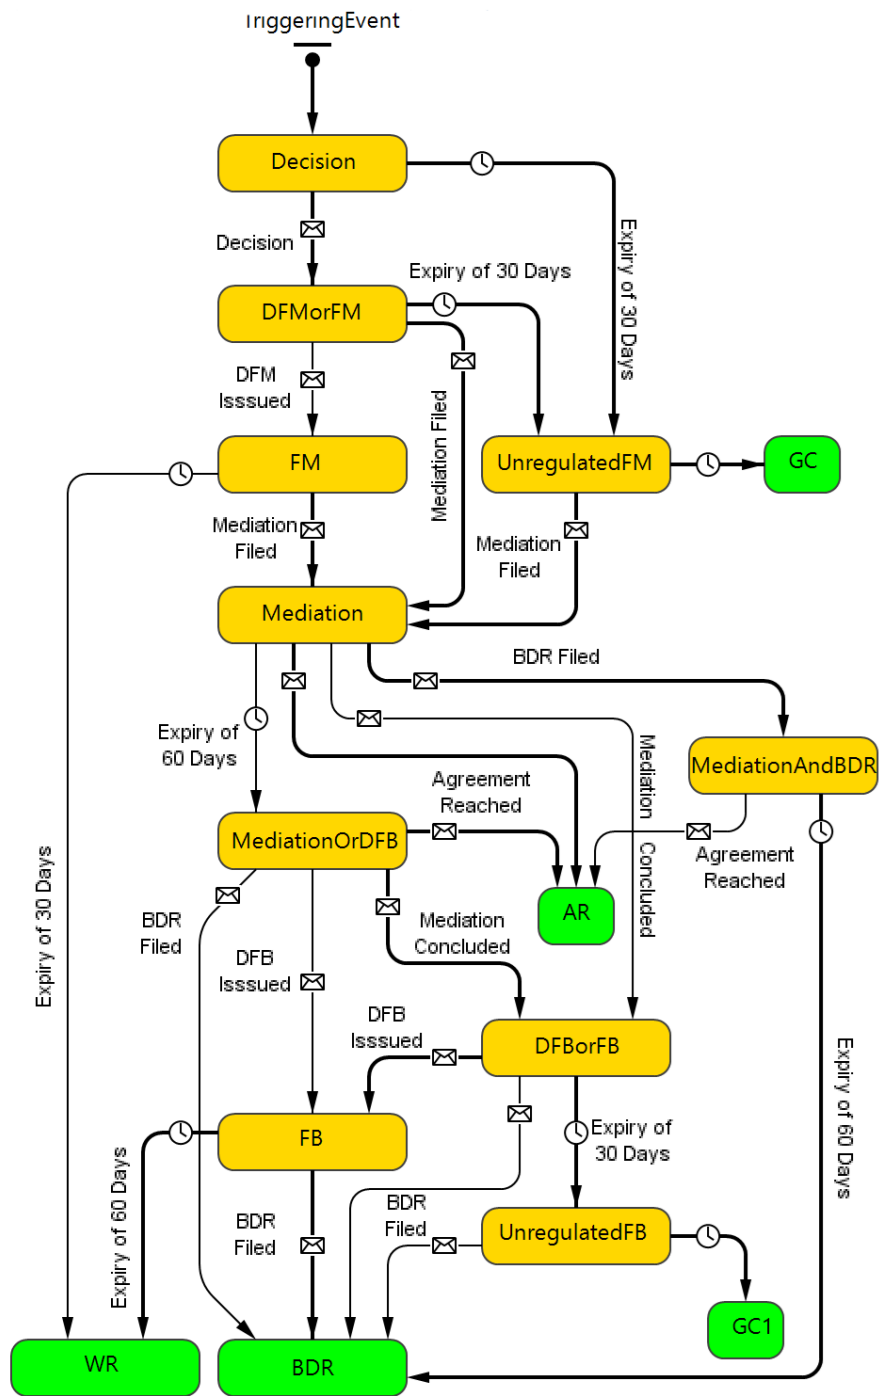 TriggeringEvent
Decision
Decision
Expiry of 30 Days
Expiry of 30 Days
DFMorFM
DFM
Isssued
Mediation Filed
FM
UnregulatedFM
GC
Mediation
Filed
Mediation
Filed
Mediation
BDR Filed
Expiry of
60 Days
Mediation Concluded
MediationAndBDR
Agreement
Reached
MediationOrDFB
Agreement
Reached
AR
Expiry of 30 Days
BDR
Filed
DFB
Isssued
Mediation
Concluded
DFB
Isssued
DFBorFB
Expiry of 60 Days
FB
Expiry of
30 Days
Expiry of 60 Days
BDR
Filed
BDR
Filed
UnregulatedFB
GC1
WR
BDR